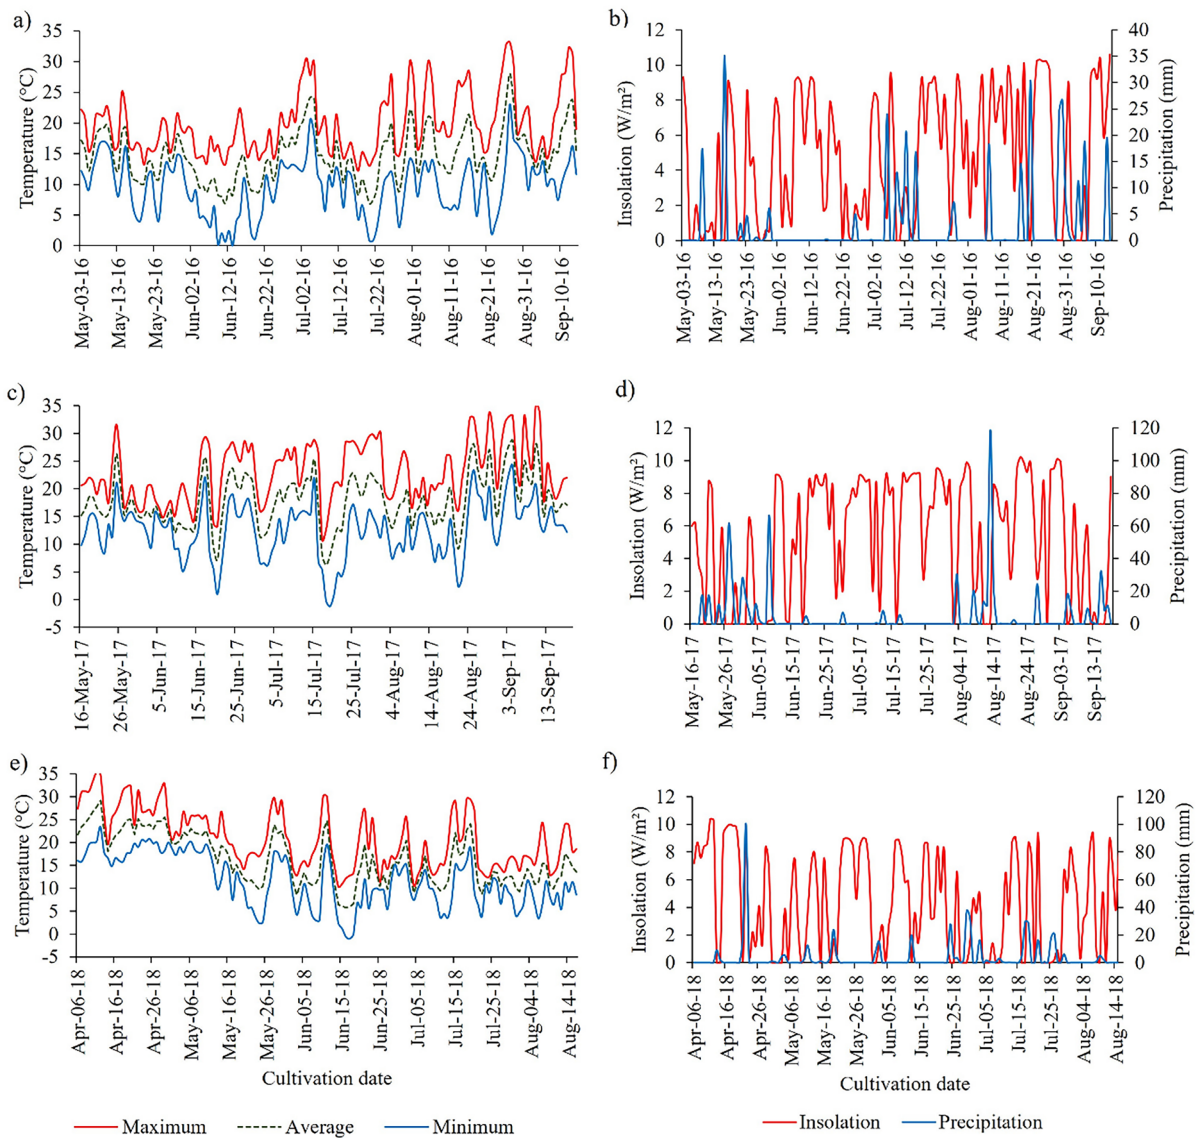 a)
Temperature (°C)
35
30
25
20
15
10
5
0
May-03-16
May-13-16
May-23-16
Jun-02-16
Jun-12-16
Jun-22-16
Jul-02-16
Jul-12-16
Jul-22-16
Aug-01-16
Aug-11-16
Aug-21-16
Aug-31-16
Sep-10-16
b)
Insolation (W/m²)
12
10
8
6
4
2
0
Precipitation (mm)
40
35
30
25
20
15
10
5
0
May-03-16
May-13-16
May-23-16
Jun-02-16
Jun-12-16
Jun-22-16
Jul-02-16
Jul-12-16
Jul-22-16
Aug-01-16
Aug-11-16
Aug-21-16
Aug-31-16
Sep-10-16
c)
Temperature (°C)
35
30
25
20
15
10
5
0
-5
16-May-17
26-May-17
5-Jun-17
15-Jun-17
25-Jun-17
5-Jul-17
15-Jul-17
25-Jul-17
4-Aug-17
14-Aug-17
24-Aug-17
3-Sep-17
13-Sep-17
d)
Insolation (W/m²)
12
10
8
6
4
2
0
Precipitation (mm)
120
100
80
60
40
20
0
May-16-17
May-26-17
Jun-05-17
Jun-15-17
Jun-25-17
Jul-05-17
Jul-15-17
Jul-25-17
Aug-04-17
Aug-14-17
Aug-24-17
Sep-03-17
Sep-13-17
e)
Temperature (°C)
35
30
25
20
15
10
5
0
-5
Apr-06-18
Apr-16-18
Apr-26-18
May-06-18
May-16-18
May-26-18
Jun-05-18
Jun-15-18
Jun-25-18
Jul-05-18
Jul-15-18
Jul-25-18
Aug-04-18
Aug-14-18
Cultivation date
f)
Insolation (W/m²)
12
10
8
6
4
2
0
Precipitation (mm)
120
100
80
60
40
20
0
Apr-06-18
Apr-16-18
Apr-26-18
May-06-18
May-16-18
May-26-18
Jun-05-18
Jun-15-18
Jun-25-18
Jul-05-18
Jul-15-18
Jul-25-18
Aug-04-18
Aug-14-18
Cultivation date
Maximum
Average
Minimum
Insolation
Precipitation